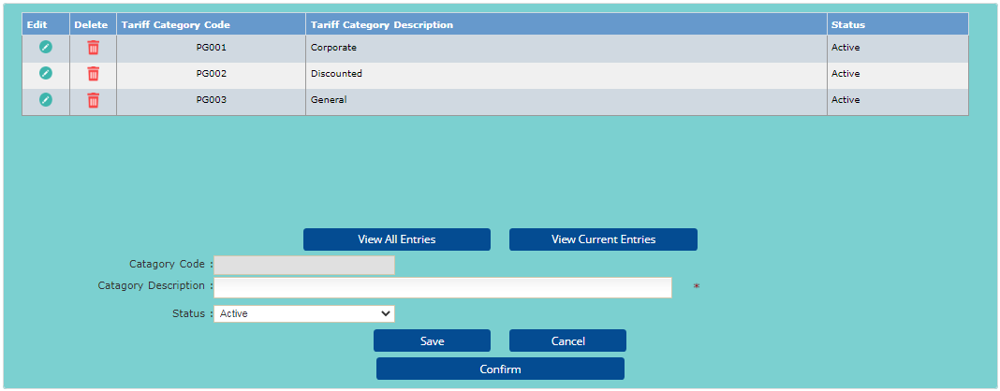 Edit Delete Tariff Category Code Tariff Category Description Status
PG001 Corporate Active
PG002 Discounted Active
PG003 General Active
View All Entries View Current Entries
Catagory Code :
Catagory Description : *
Status : Active
Save Cancel
Confirm